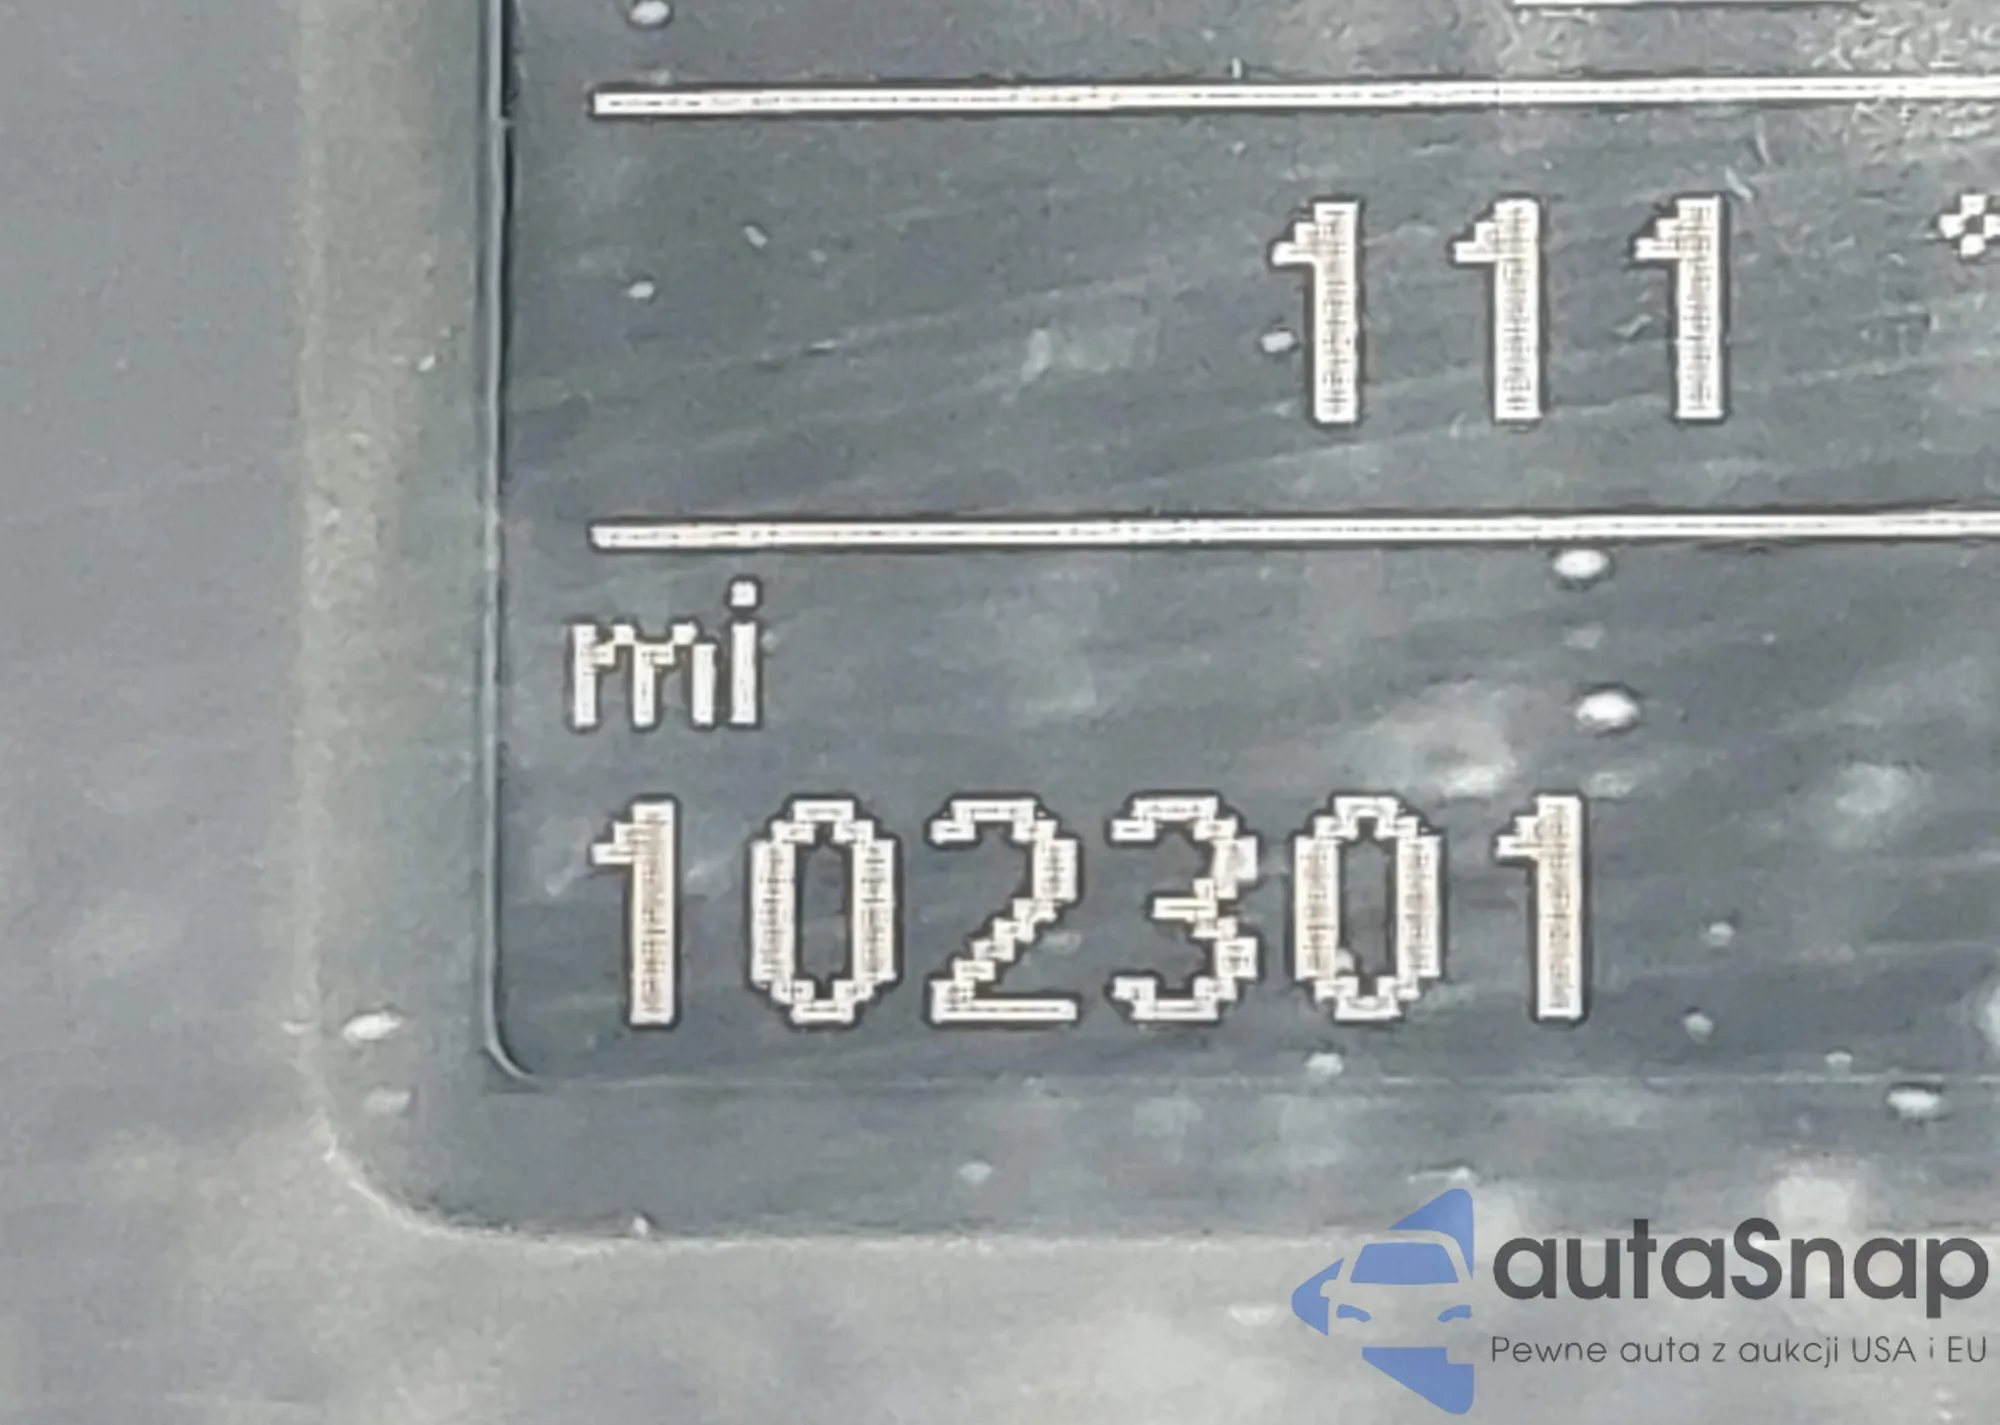 111
mi
102301
autaSnap
Pewne auta z aukcji USA i EU